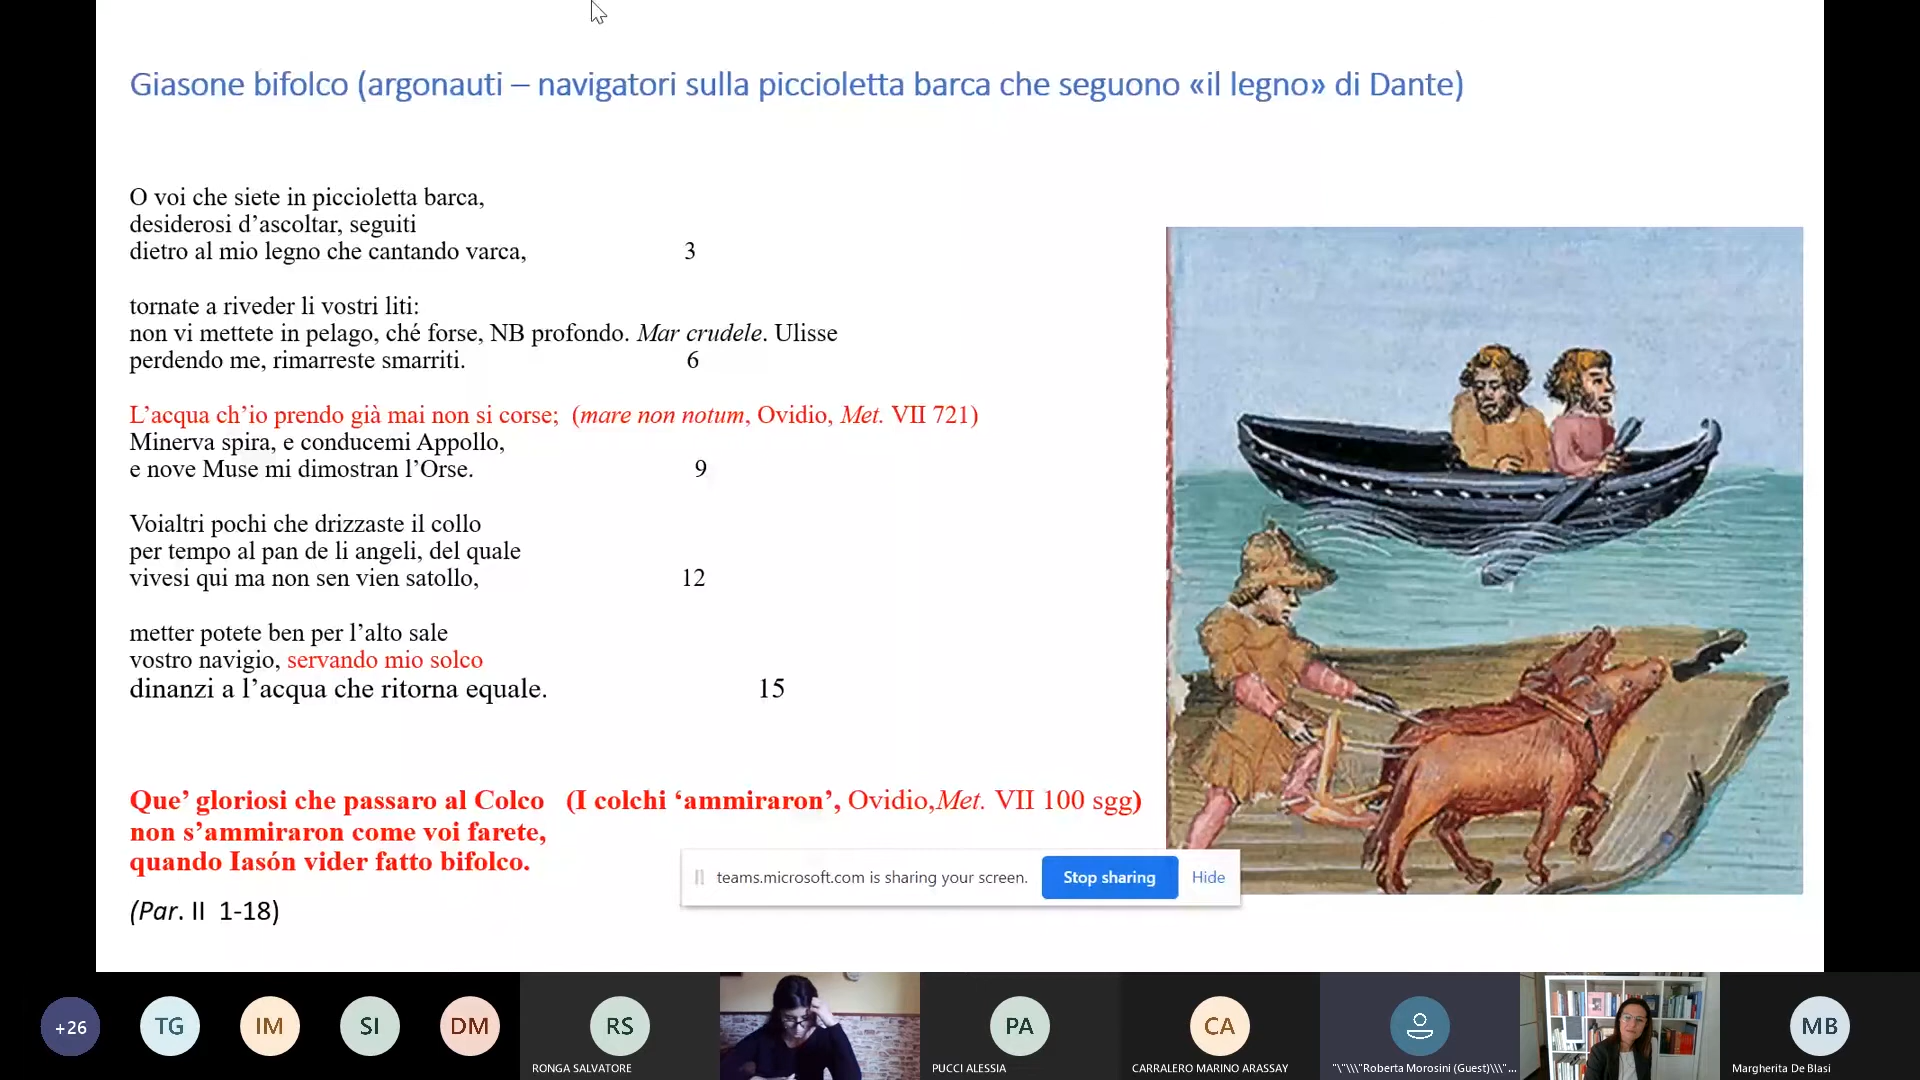 Giasone bifolco (argonauti – navigatori sulla piccioletta barca che seguono «il legno» di Dante)
O voi che siete in piccioletta barca,
desiderosi d’ascoltar, seguiti
dietro al mio legno che cantando varca, 3
tornate a riveder li vostri liti:
non vi mettete in pelago, ché forse, NB profondo. Mar crudele. Ulisse
perdendo me, rimarreste smarriti. 6
L’acqua ch’io prendo già mai non si corse; (mare non notum, Ovidio, Met. VII 721)
Minerva spira, e conducemi Appollo,
e nove Muse mi dimostran l’Orse. 9
Voialtri pochi che drizzaste il collo
per tempo al pan de li angeli, del quale
vivesi qui ma non sen vien satollo, 12
metter potete ben per l’alto sale
vostro navigio, servando mio solco
dinanzi a l’acqua che ritorna equale. 15
Que’ gloriosi che passaro al Colco (I colchi ‘ammiraron’, Ovidio,Met. VII 100 sgg)
non s’ammiraron come voi farete,
quando Iasón vider fatto bifolco.
(Par. II 1-18)
teams.microsoft.com is sharing your screen. Stop sharing Hide
+26 TG IM SI DM RS PA CA MB
RONGA SALVATORE PUCCI ALESSIA CARRALERO MARINO ARASSAY "\"\\\"Roberta Morosini (Guest)\\\" ... Margherita De Blasi